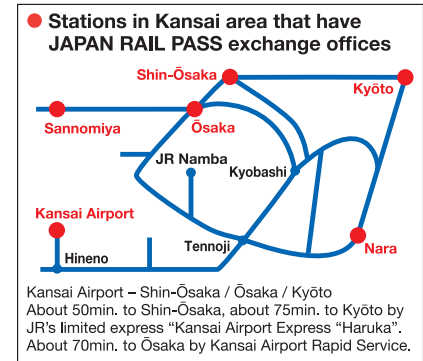 Stations in Kansai area that have
JAPAN RAIL PASS exchange offices
Shin-Ōsaka
Kyōto
Sannomiya
Ōsaka
JR Namba
Kyobashi
Kansai Airport
Tennoji
Nara
Hineno
Kansai Airport – Shin-Ōsaka / Ōsaka / Kyōto
About 50min. to Shin-Ōsaka, about 75min. to Kyōto by
JR's limited express “Kansai Airport Express “Haruka”.
About 70min. to Ōsaka by Kansai Airport Rapid Service.